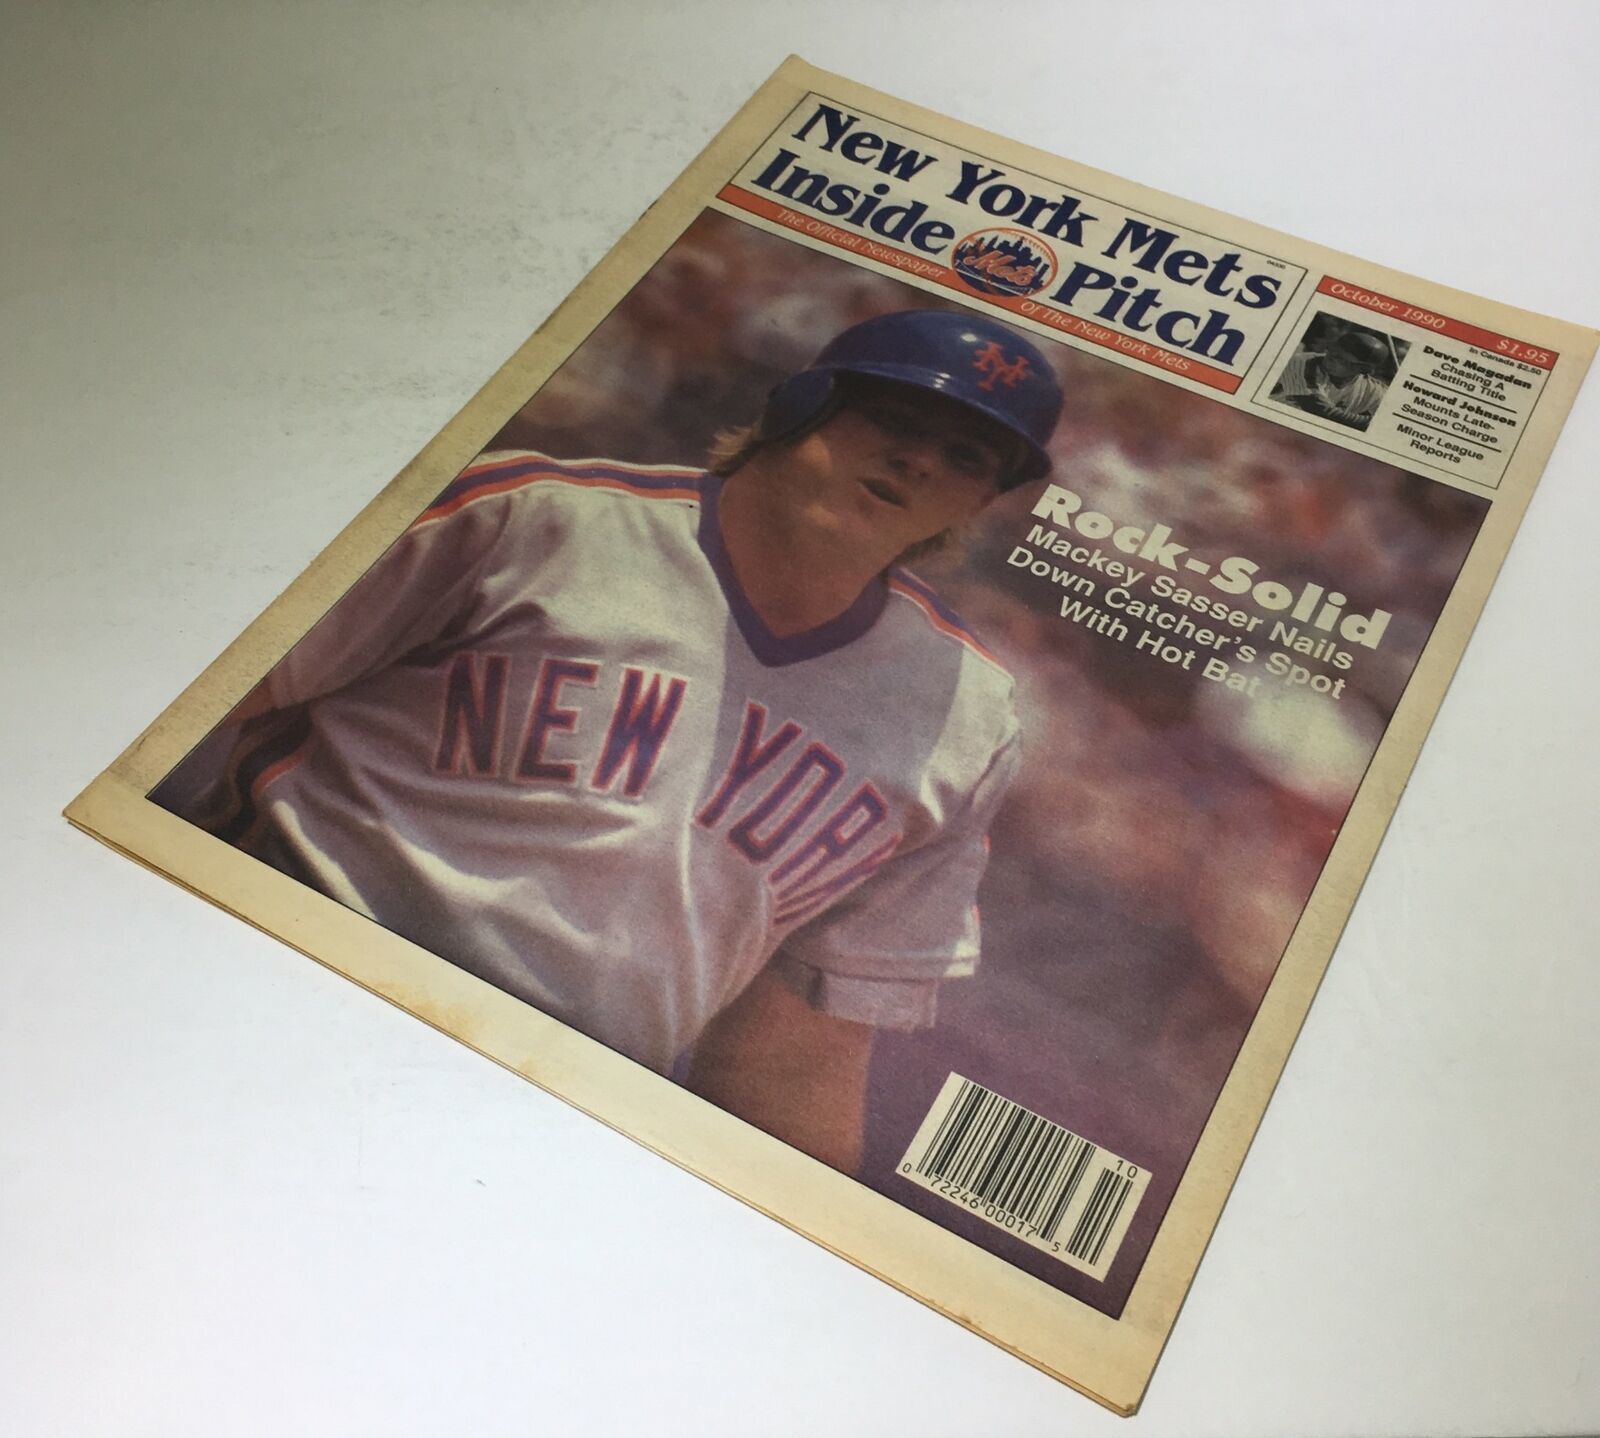 New York Mets
Inside Pitch
Mets
04330
The Official Newspaper Of The New York Mets
October 1990 $1.95
In Canada $2.50
Dave Magadan
Chasing A
Batting Title
Howard Johnson
Mounts Late-
Season Charge
Minor League
Reports
NY
Rock-Solid
Mackey Sasser Nails
Down Catcher's Spot
With Hot Bat
NEW YORK
10
0 72246 00017 5